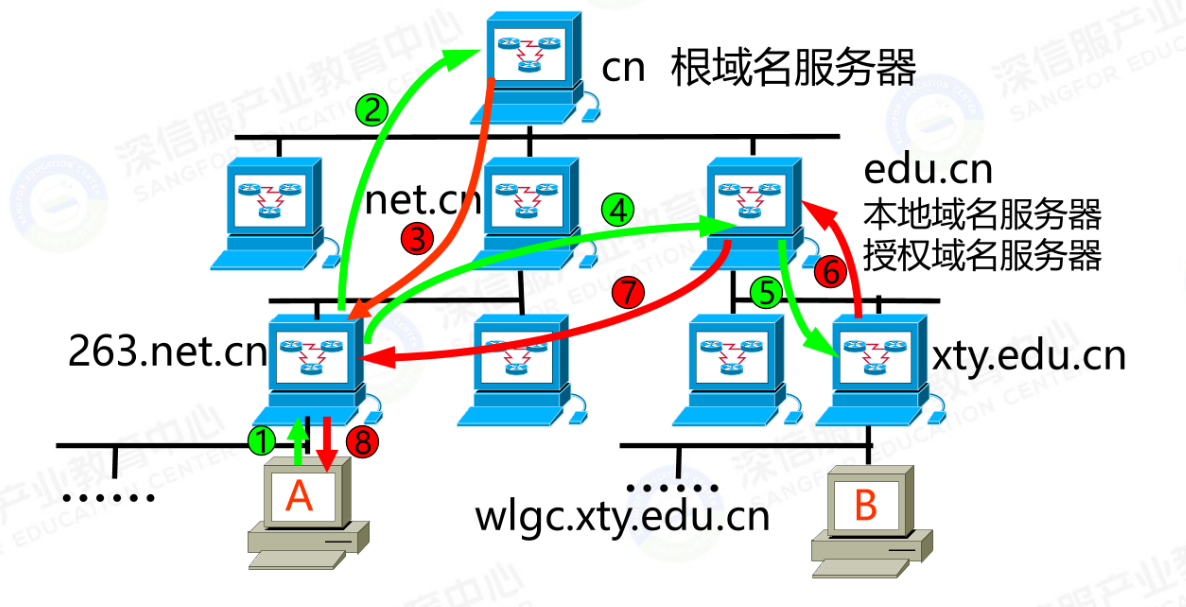 cn 根域名服务器
2
edu.cn
本地域名服务器
授权域名服务器
net.cn
4
3
6
7
5
263.net.cn
xty.edu.cn
1
8
A
......
......
wlgc.xty.edu.cn
B
深信服产业教育中心
SANGFOR EDUCATION CENTER